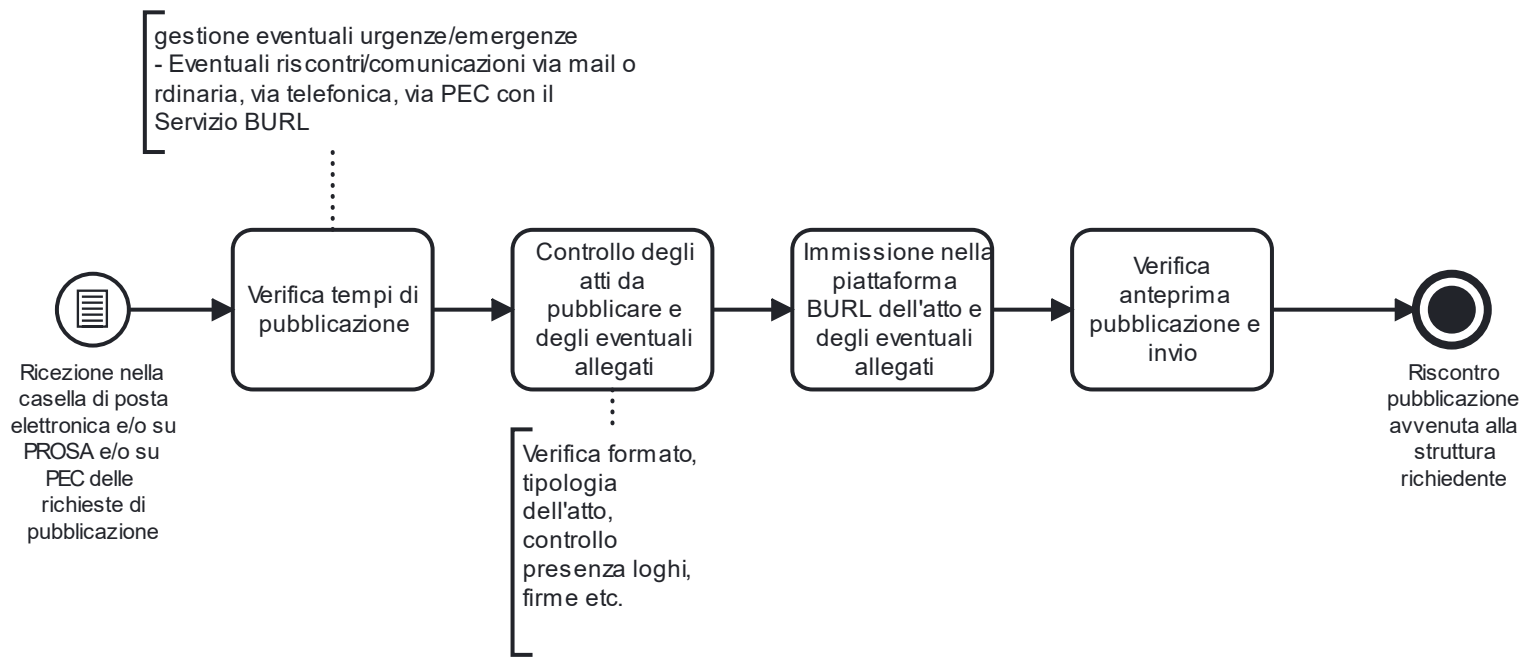 gestione eventuali urgenze/emergenze
- Eventuali riscontri/comunicazioni via mail o
rdinaria, via telefonica, via PEC con il
Servizio BURL
Ricezione nella
casella di posta
elettronica e/o su
PROSA e/o su
PEC delle
richieste di
pubblicazione
Verifica tempi di
pubblicazione
Controllo degli
atti da
pubblicare e
degli eventuali
allegati
Verifica formato,
tipologia
dell'atto,
controllo
presenza loghi,
firme etc.
Immissione nella
piattaforma
BURL dell'atto e
degli eventuali
allegati
Verifica
anteprima
pubblicazione e
invio
Riscontro
pubblicazione
avvenuta alla
struttura
richiedente